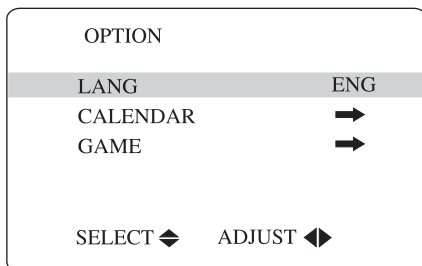 OPTION
LANG ENG
CALENDAR
GAME
SELECT ADJUST